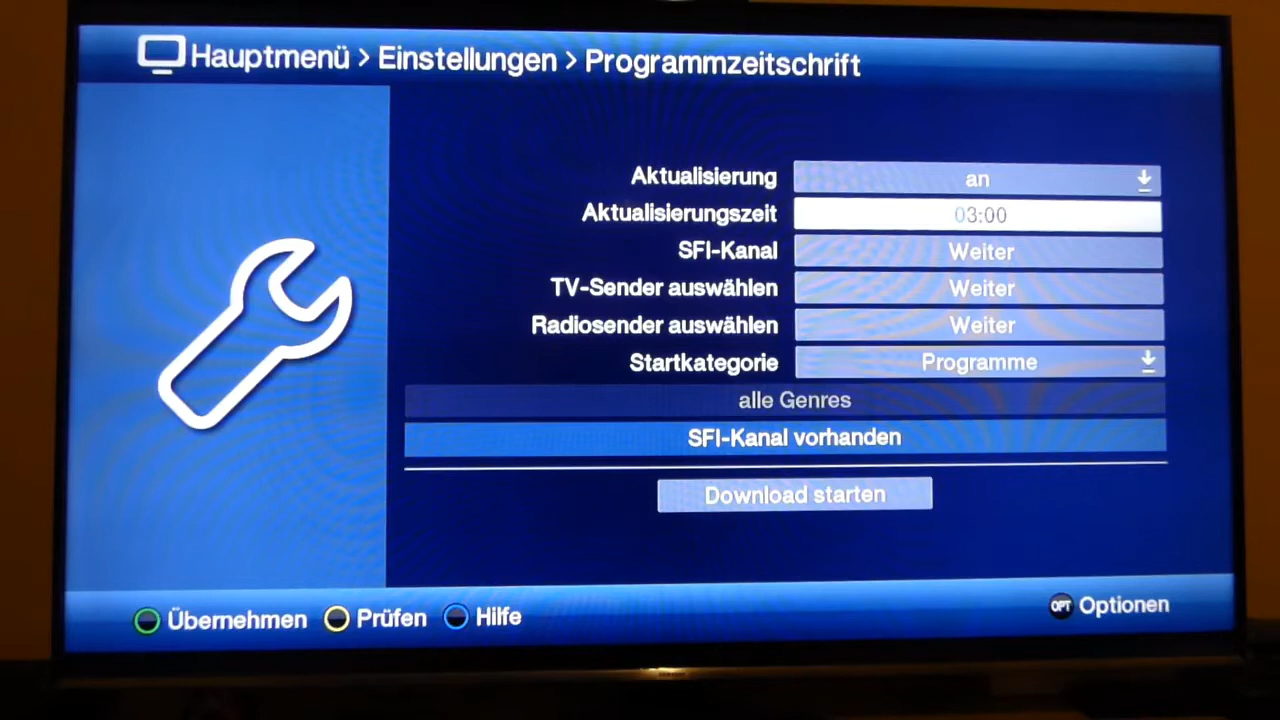 Hauptmenü > Einstellungen > Programmzeitschrift
Aktualisierung an
Aktualisierungszeit 03:00
SFI-Kanal Weiter
TV-Sender auswählen Weiter
Radiosender auswählen Weiter
Startkategorie Programme
alle Genres
SFI-Kanal vorhanden
Download starten
Übernehmen Prüfen Hilfe OPT Optionen